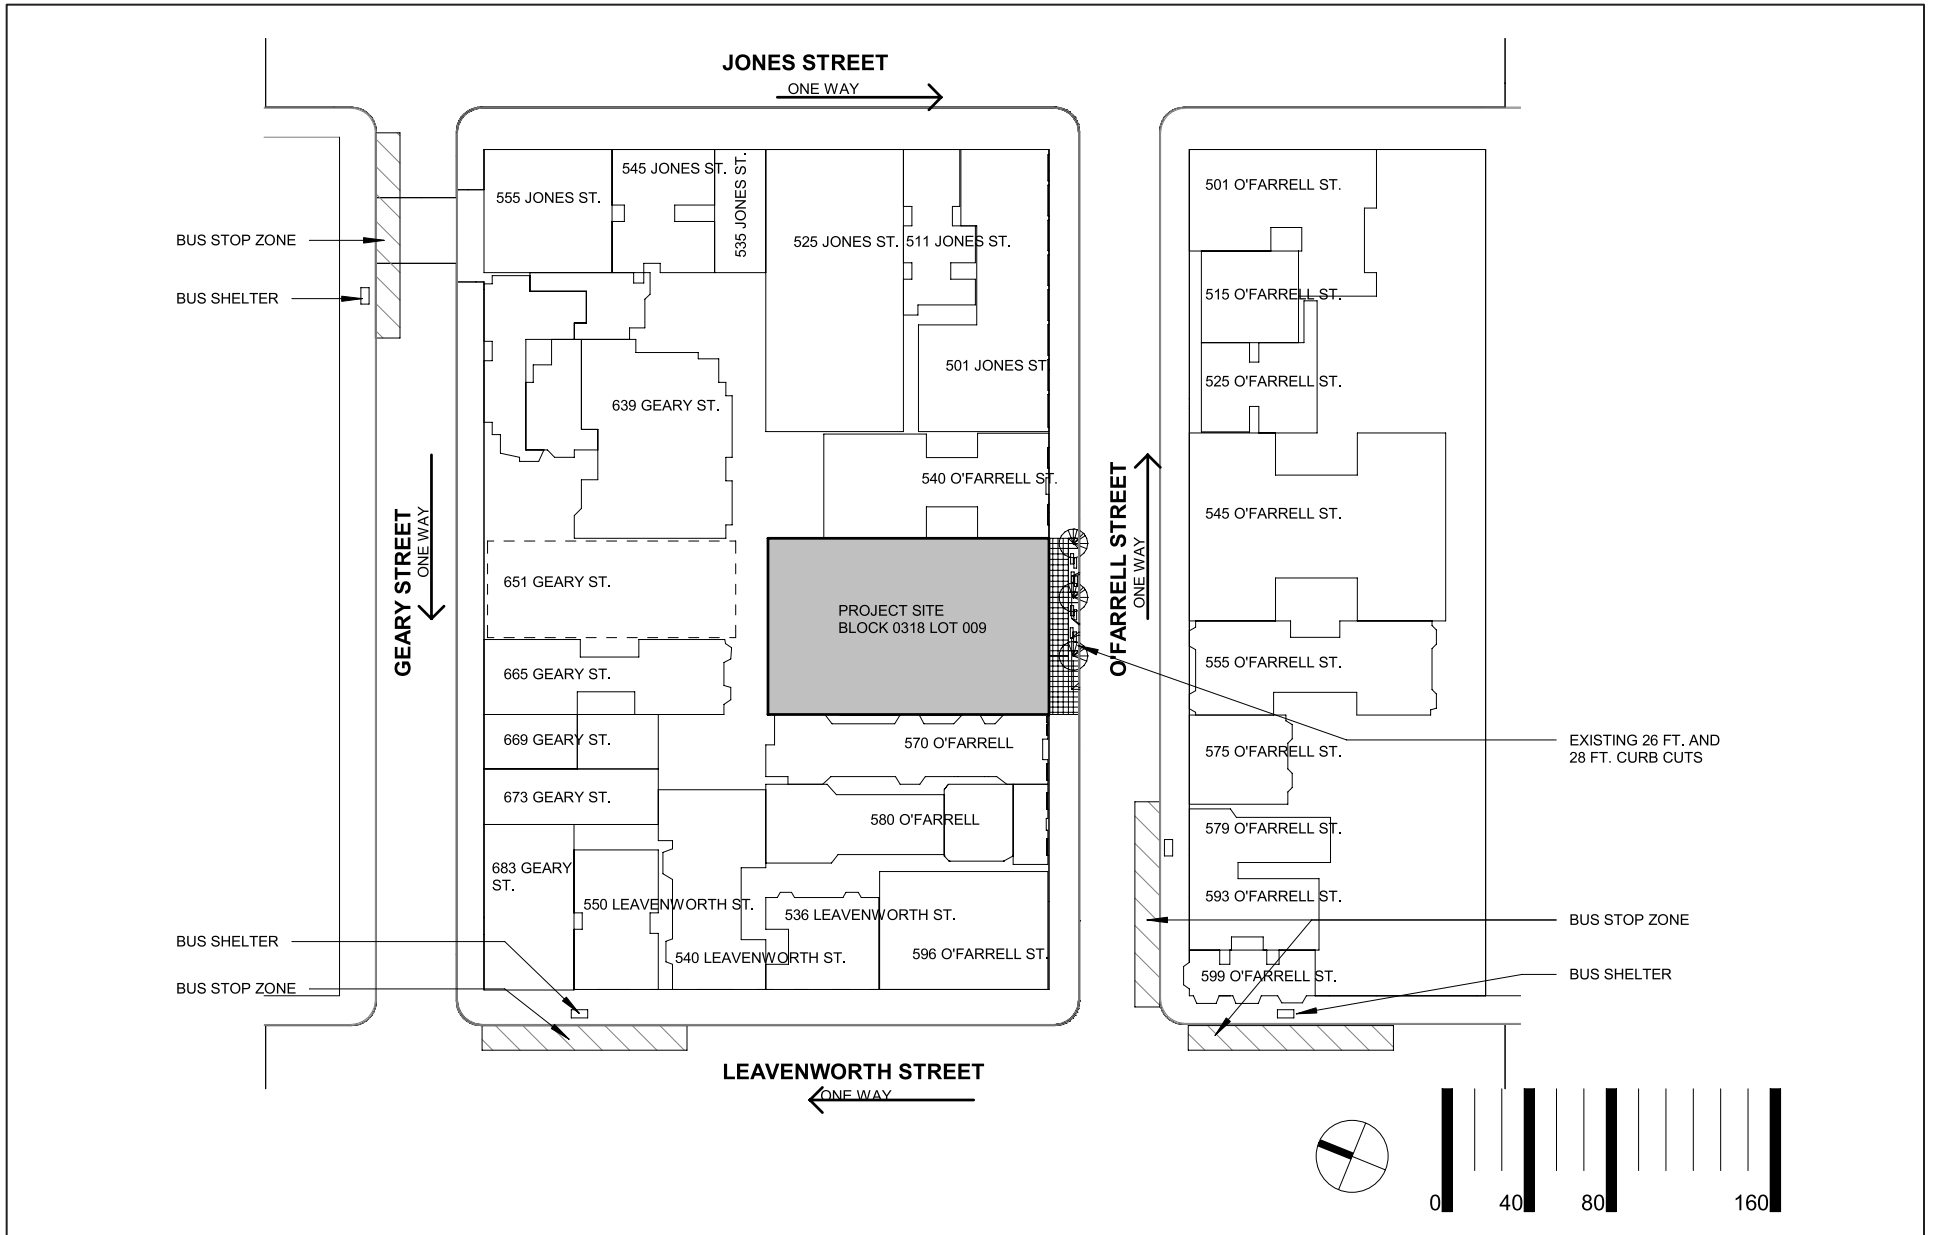 JONES STREET
ONE WAY
555 JONES ST.
545 JONES ST.
535 JONES ST.
525 JONES ST.
511 JONES ST.
501 JONES ST
501 O'FARRELL ST.
BUS STOP ZONE
BUS SHELTER
515 O'FARRELL ST.
525 O'FARRELL ST.
639 GEARY ST.
540 O'FARRELL ST.
545 O'FARRELL ST.
GEARY STREET
ONE WAY
O'FARRELL STREET
ONE WAY
651 GEARY ST.
PROJECT SITE
BLOCK 0318 LOT 009
665 GEARY ST.
555 O'FARRELL ST.
669 GEARY ST.
570 O'FARRELL
575 O'FARRELL ST.
EXISTING 26 FT. AND
28 FT. CURB CUTS
673 GEARY ST.
580 O'FARRELL
579 O'FARRELL ST.
683 GEARY
ST.
550 LEAVENWORTH ST.
536 LEAVENWORTH ST.
593 O'FARRELL ST.
BUS STOP ZONE
BUS SHELTER
540 LEAVENWORTH ST.
596 O'FARRELL ST.
599 O'FARRELL ST.
BUS SHELTER
BUS STOP ZONE
LEAVENWORTH STREET
ONE WAY
0 40 80 160